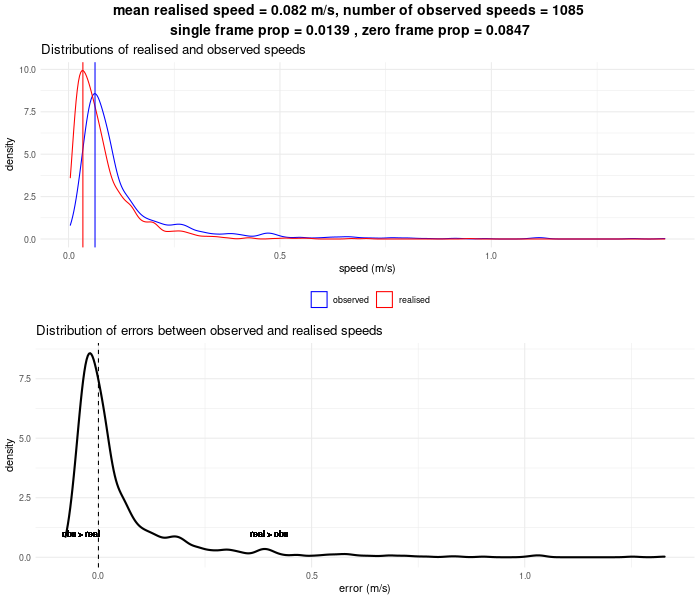 mean realised speed = 0.082 m/s, number of observed speeds = 1085
single frame prop = 0.0139 , zero frame prop = 0.0847
Distributions of realised and observed speeds
10.0
7.5
5.0
2.5
0.0
density
0.0 0.5 1.0
speed (m/s)
observed realised
Distribution of errors between observed and realised speeds
7.5
5.0
2.5
0.0
density
obs > real real > obs
0.0 0.5 1.0
error (m/s)